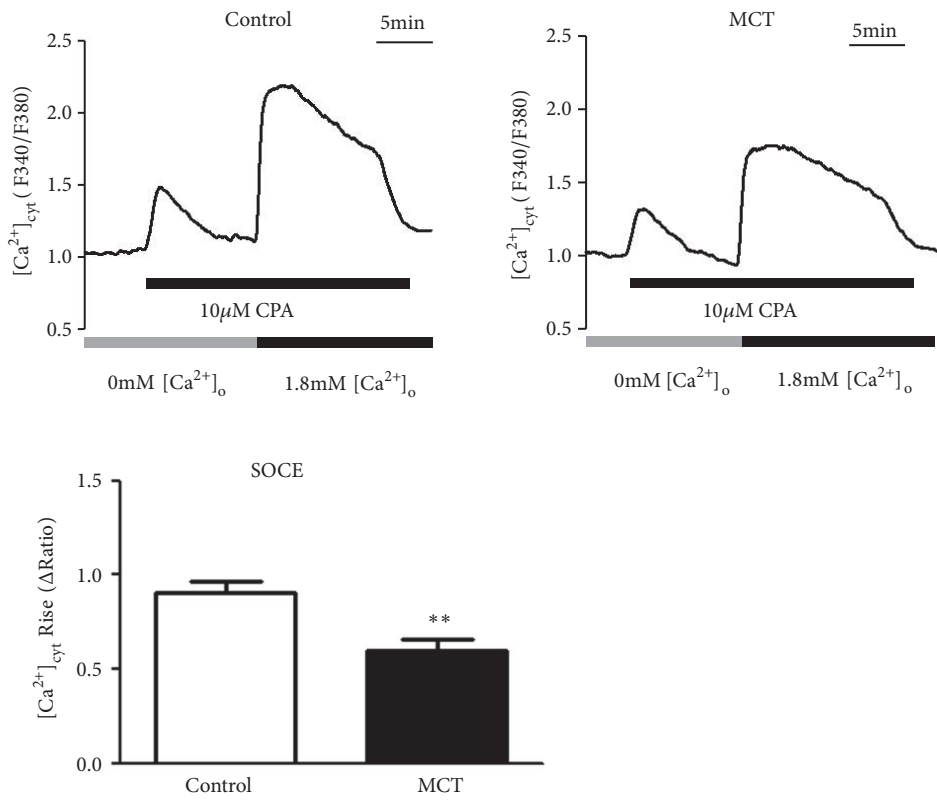 Control
5min
[Ca²⁺]cyt (F340/F380)
2.5
2.0
1.5
1.0
0.5
10μM CPA
0mM [Ca²⁺]o
1.8mM [Ca²⁺]o
MCT
5min
[Ca²⁺]cyt (F340/F380)
2.5
2.0
1.5
1.0
0.5
10μM CPA
0mM [Ca²⁺]o
1.8mM [Ca²⁺]o
SOCE
[Ca²⁺]cyt Rise (ΔRatio)
1.5
1.0
0.5
0.0
**
Control
MCT